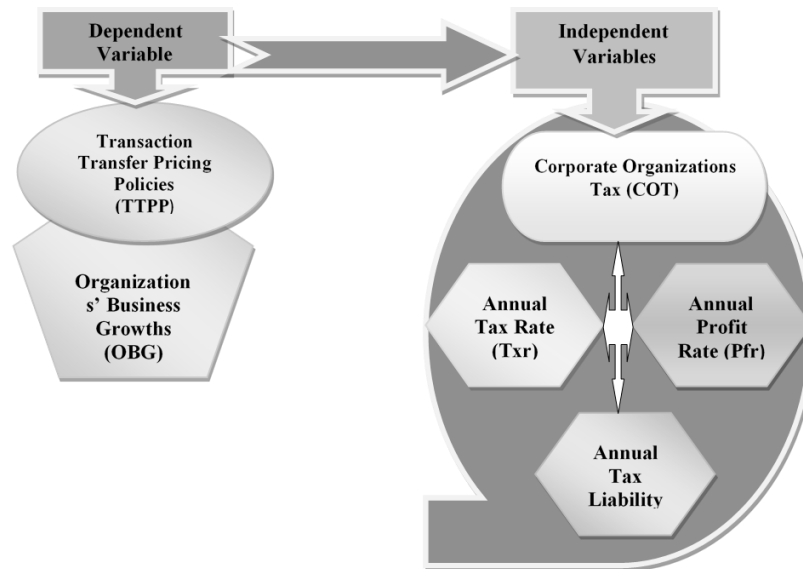 Dependent
Variable
Independent
Variables
Transaction
Transfer Pricing
Policies
(TTPP)
Organization
s’ Business
Growths
(OBG)
Corporate Organizations
Tax (COT)
Annual
Tax Rate
(Txr)
Annual
Profit
Rate (Pfr)
Annual
Tax
Liability